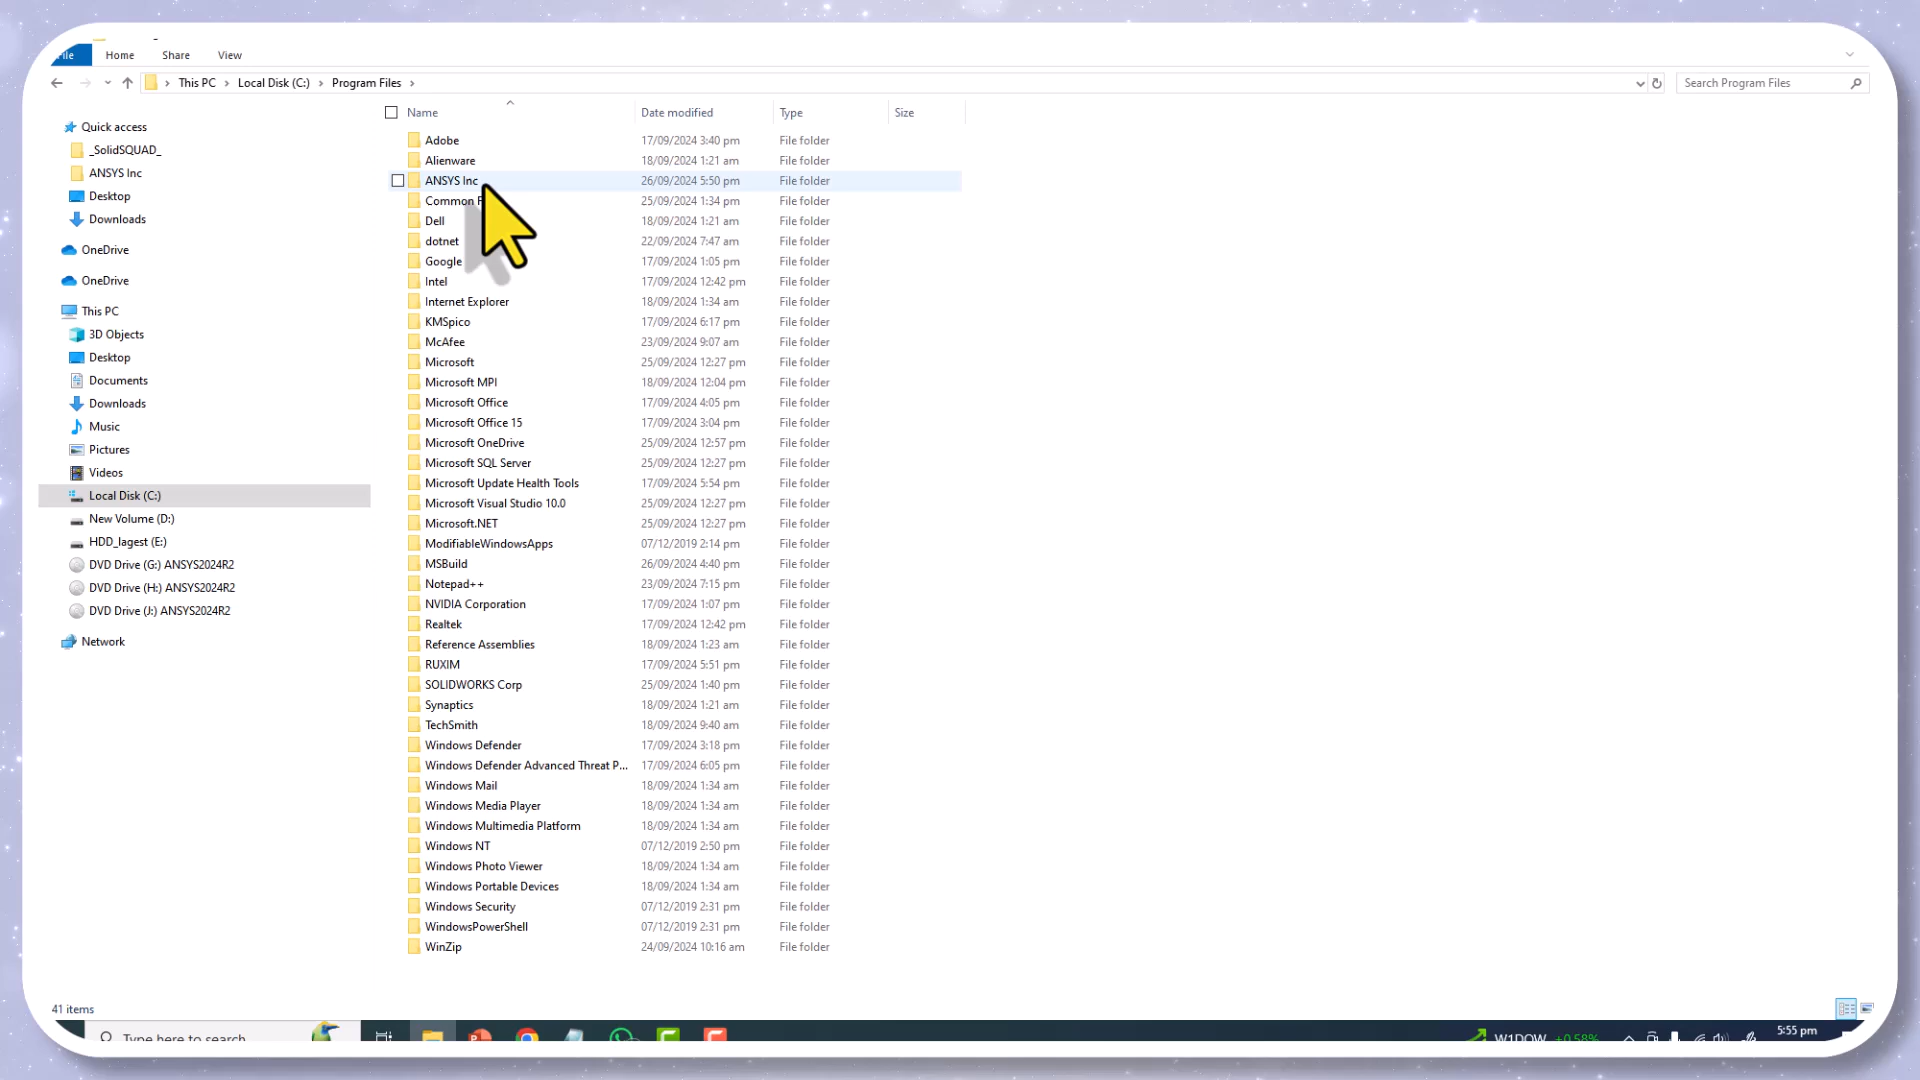 File Home Share View
This PC Local Disk (C:) Program Files Search Program Files
Name Date modified Type Size
Quick access
_SolidSQUAD_
ANSYS Inc
Desktop
Downloads
OneDrive
OneDrive
This PC
3D Objects
Desktop
Documents
Downloads
Music
Pictures
Videos
Local Disk (C:)
New Volume (D:)
HDD_lagest (E:)
DVD Drive (G:) ANSYS2024R2
DVD Drive (H:) ANSYS2024R2
DVD Drive (J:) ANSYS2024R2
Network
Adobe 17/09/2024 3:40 pm File folder
Alienware 18/09/2024 1:21 am File folder
ANSYS Inc 26/09/2024 5:50 pm File folder
Common 25/09/2024 1:34 pm File folder
Dell 18/09/2024 1:21 am File folder
dotnet 22/09/2024 7:47 am File folder
Google 17/09/2024 1:05 pm File folder
Intel 17/09/2024 12:42 pm File folder
Internet Explorer 18/09/2024 1:34 am File folder
KMSpico 17/09/2024 6:17 pm File folder
McAfee 23/09/2024 9:07 am File folder
Microsoft 25/09/2024 12:27 pm File folder
Microsoft MPI 18/09/2024 12:04 pm File folder
Microsoft Office 17/09/2024 4:05 pm File folder
Microsoft Office 15 17/09/2024 3:04 pm File folder
Microsoft OneDrive 25/09/2024 12:57 pm File folder
Microsoft SQL Server 25/09/2024 12:27 pm File folder
Microsoft Update Health Tools 17/09/2024 5:54 pm File folder
Microsoft Visual Studio 10.0 25/09/2024 12:27 pm File folder
Microsoft.NET 25/09/2024 12:27 pm File folder
ModifiableWindowsApps 07/12/2019 2:14 pm File folder
MSBuild 26/09/2024 4:40 pm File folder
Notepad++ 23/09/2024 7:15 pm File folder
NVIDIA Corporation 17/09/2024 1:07 pm File folder
Realtek 17/09/2024 12:42 pm File folder
Reference Assemblies 18/09/2024 1:23 am File folder
RUXIM 17/09/2024 5:51 pm File folder
SOLIDWORKS Corp 25/09/2024 1:40 pm File folder
Synaptics 18/09/2024 1:21 am File folder
TechSmith 18/09/2024 9:40 am File folder
Windows Defender 17/09/2024 3:18 pm File folder
Windows Defender Advanced Threat P... 17/09/2024 6:05 pm File folder
Windows Mail 18/09/2024 1:34 am File folder
Windows Media Player 18/09/2024 1:34 am File folder
Windows Multimedia Platform 18/09/2024 1:34 am File folder
Windows NT 07/12/2019 2:50 pm File folder
Windows Photo Viewer 18/09/2024 1:34 am File folder
Windows Portable Devices 18/09/2024 1:34 am File folder
Windows Security 07/12/2019 2:31 pm File folder
WindowsPowerShell 07/12/2019 2:31 pm File folder
WinZip 24/09/2024 10:16 am File folder
41 items
Type here to search W1DOW +0.58% 5:55 pm